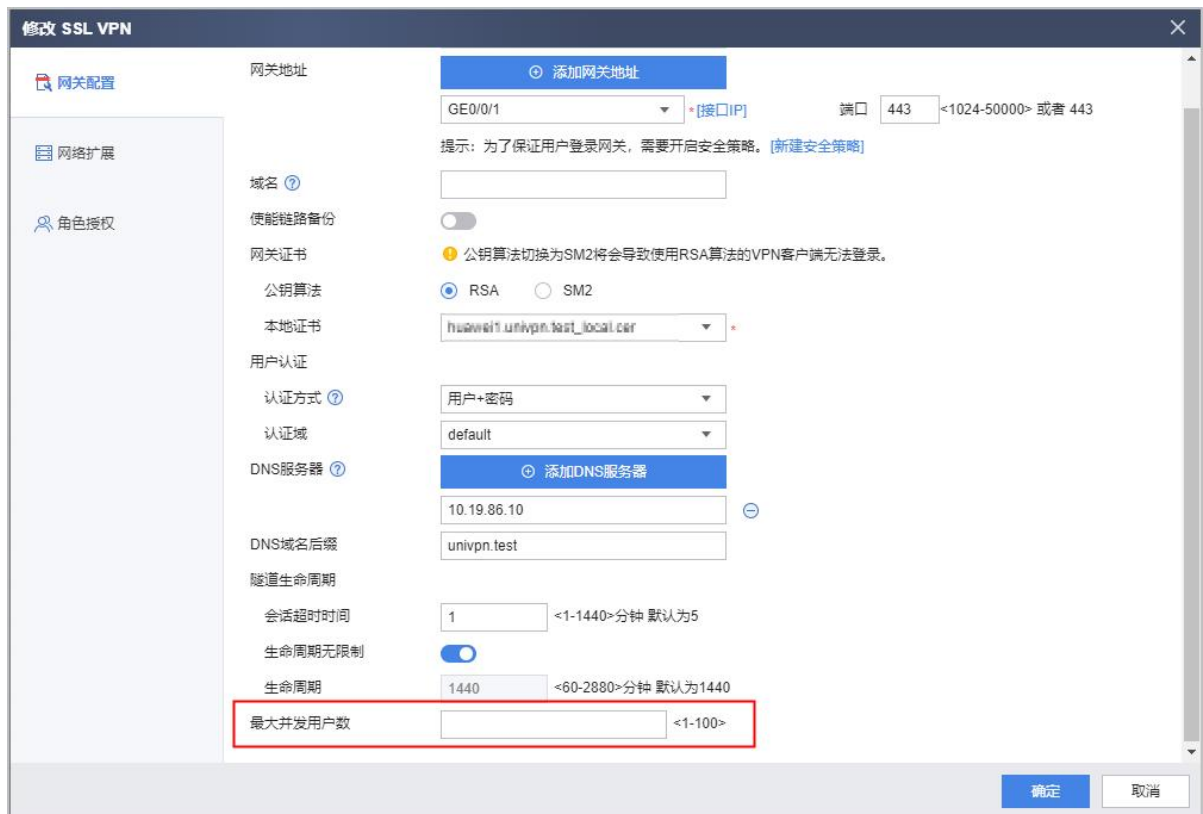 修改 SSL VPN
网关配置
网络扩展
角色授权
网关地址
添加网关地址
GE0/0/1 *[接口IP] 端口 443 <1024-50000> 或者 443
提示：为了保证用户登录网关，需要开启安全策略。[新建安全策略]
域名
使能链路备份
网关证书 公钥算法切换为SM2将会导致使用RSA算法的VPN客户端无法登录。
公钥算法 RSA SM2
本地证书 huawei1.univpn.test_local.cer *
用户认证
认证方式 用户+密码
认证域 default
DNS服务器 添加DNS服务器
10.19.86.10
DNS域名后缀 univpn.test
隧道生命周期
会话超时时间 1 <1-1440>分钟 默认为5
生命周期无限制
生命周期 1440 <60-2880>分钟 默认为1440
最大并发用户数 <1-100>
确定 取消